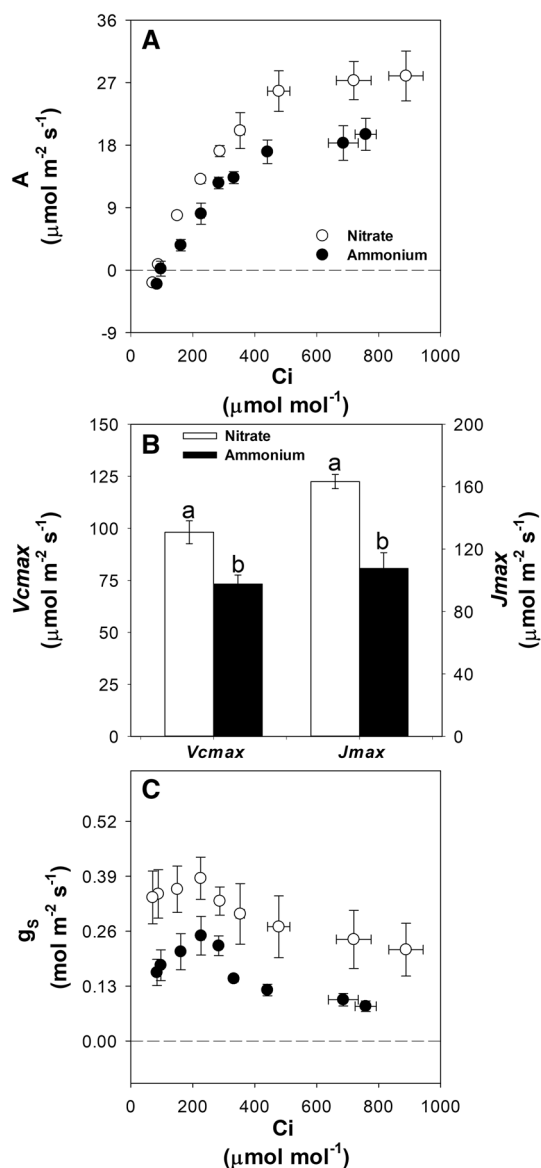 A
36
27
18
9
0
-9
A
(μmol m⁻² s⁻¹)
Nitrate
Ammonium
0 200 400 600 800 1000
Ci
(μmol mol⁻¹)
B
Nitrate
Ammonium
150
125
100
75
50
25
0
Vcmax
(μmol m⁻² s⁻¹)
a
b
a
b
200
160
120
80
40
0
Jmax
(μmol m⁻² s⁻¹)
Vcmax Jmax
C
0.52
0.39
0.26
0.13
0.00
gs
(mol m⁻² s⁻¹)
0 200 400 600 800 1000
Ci
(μmol mol⁻¹)